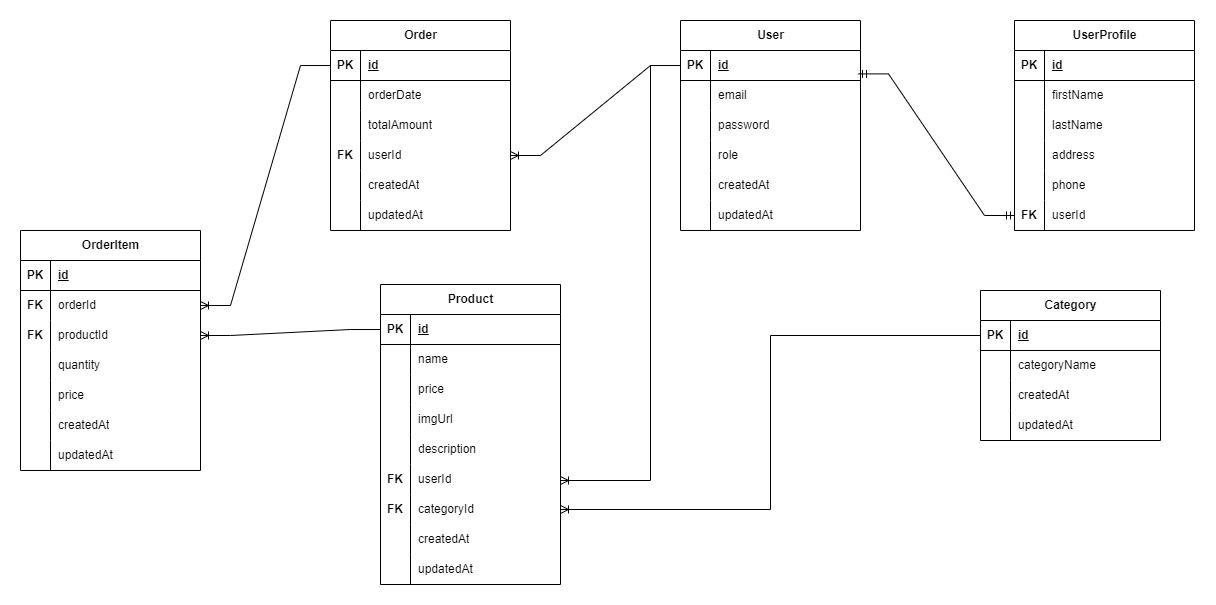 Order
PK id
orderDate
totalAmount
FK userId
createdAt
updatedAt
User
PK id
email
password
role
createdAt
updatedAt
UserProfile
PK id
firstName
lastName
address
phone
FK userId
OrderItem
PK id
FK orderId
FK productId
quantity
price
createdAt
updatedAt
Product
PK id
name
price
imgUrl
description
FK userId
FK categoryId
createdAt
updatedAt
Category
PK id
categoryName
createdAt
updatedAt